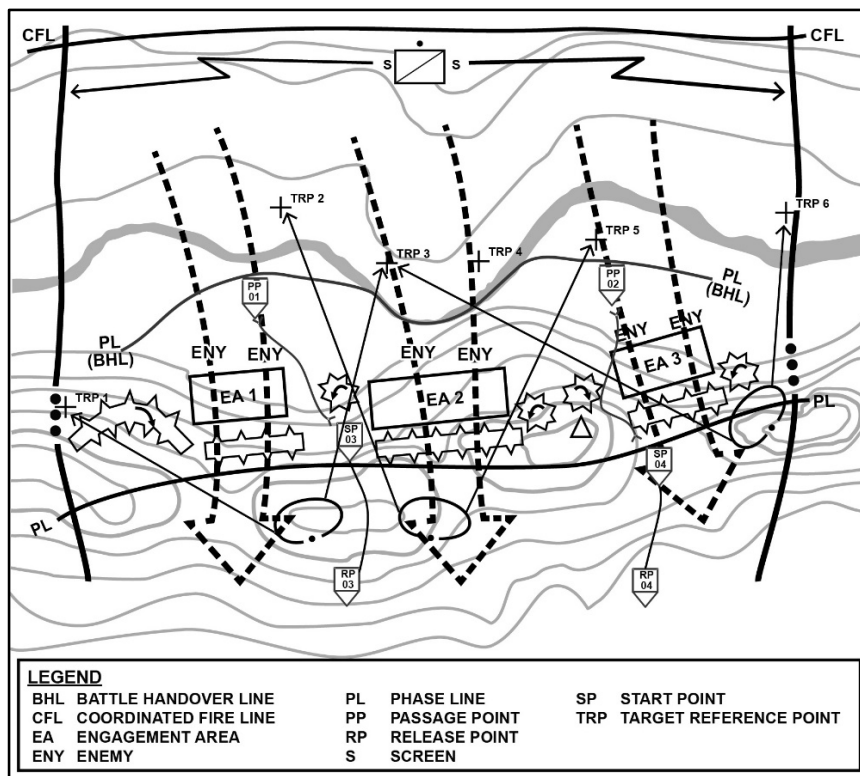 CFL CFL
S S
TRP 2
TRP 6
TRP 5
TRP 3
TRP 4
PP
01
PP
02
PL
(BHL)
PL
(BHL)
ENY
ENY
ENY
ENY
ENY
ENY
EA 1
EA 2
EA 3
TRP 1
PL
SP
03
SP
04
PL
RP
03
RP
04
LEGEND
BHL BATTLE HANDOVER LINE
CFL COORDINATED FIRE LINE
EA ENGAGEMENT AREA
ENY ENEMY
PL PHASE LINE
PP PASSAGE POINT
RP RELEASE POINT
S SCREEN
SP START POINT
TRP TARGET REFERENCE POINT